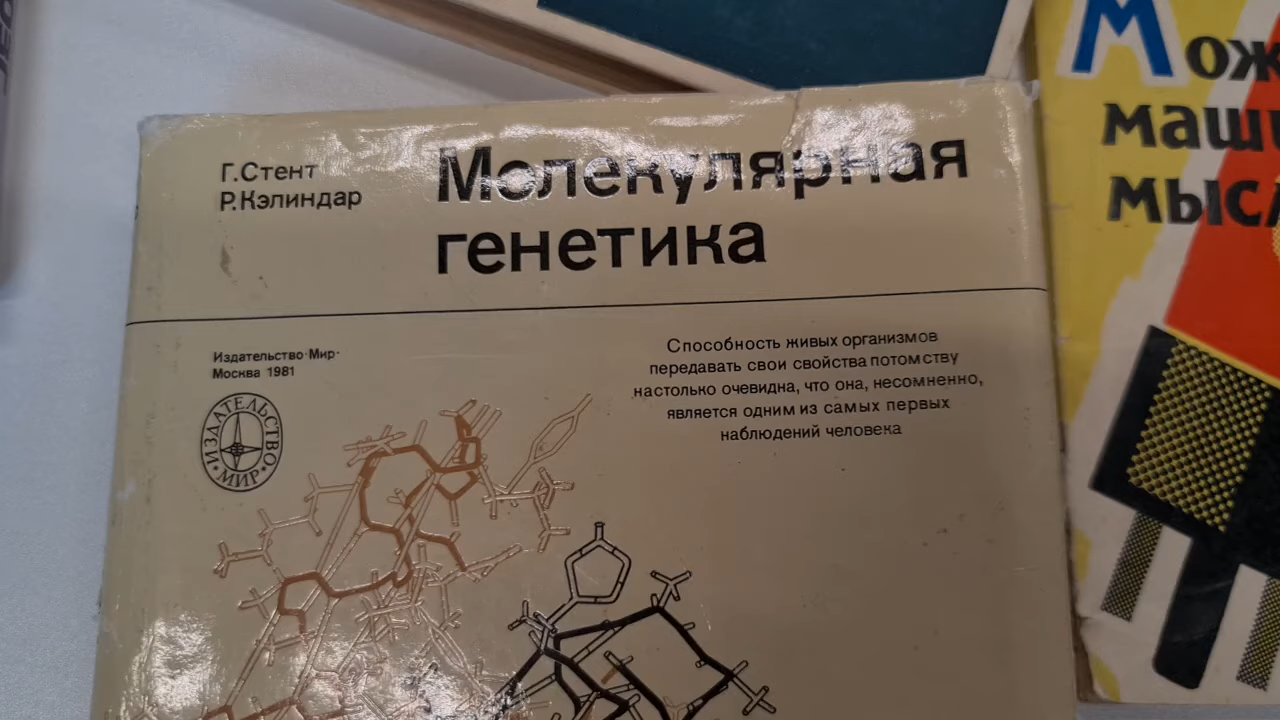 Г.Стент
Р.Кэлиндар
Молекулярная
генетика
Издательство·Мир·
Москва 1981
ИЗДАТЕЛЬСТВО
·МИР·
Способность живых организмов
передавать свои свойства потомству
настолько очевидна, что она, несомненно,
является одним из самых первых
наблюдений человека